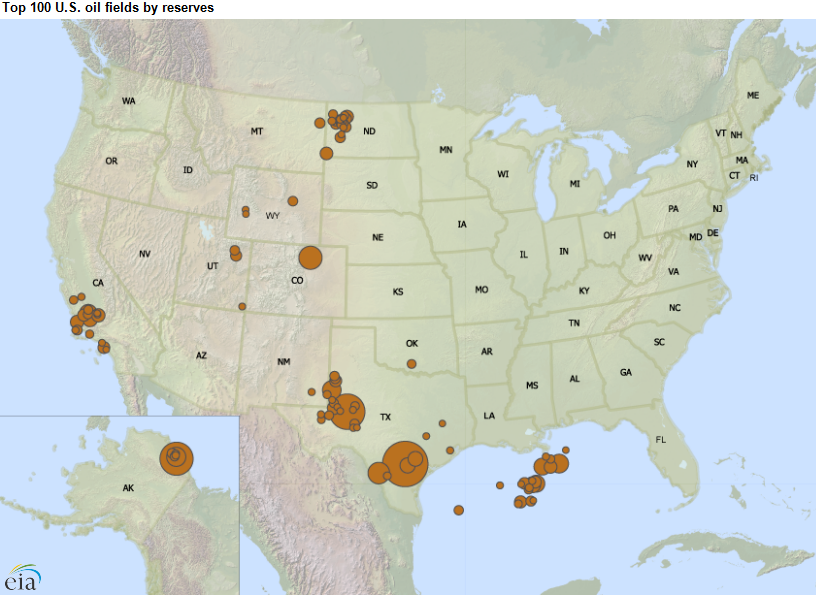 Top 100 U.S. oil fields by reserves
WA
MT
ND
MN
ME
OR
ID
SD
WI
MI
VT
NH
NY
MA
CT
RI
WY
NE
IA
PA
NJ
NV
UT
CO
IL
IN
OH
WV
MD
DE
CA
KS
MO
KY
VA
NC
AZ
NM
OK
AR
TN
SC
MS
AL
GA
TX
LA
FL
AK
eia